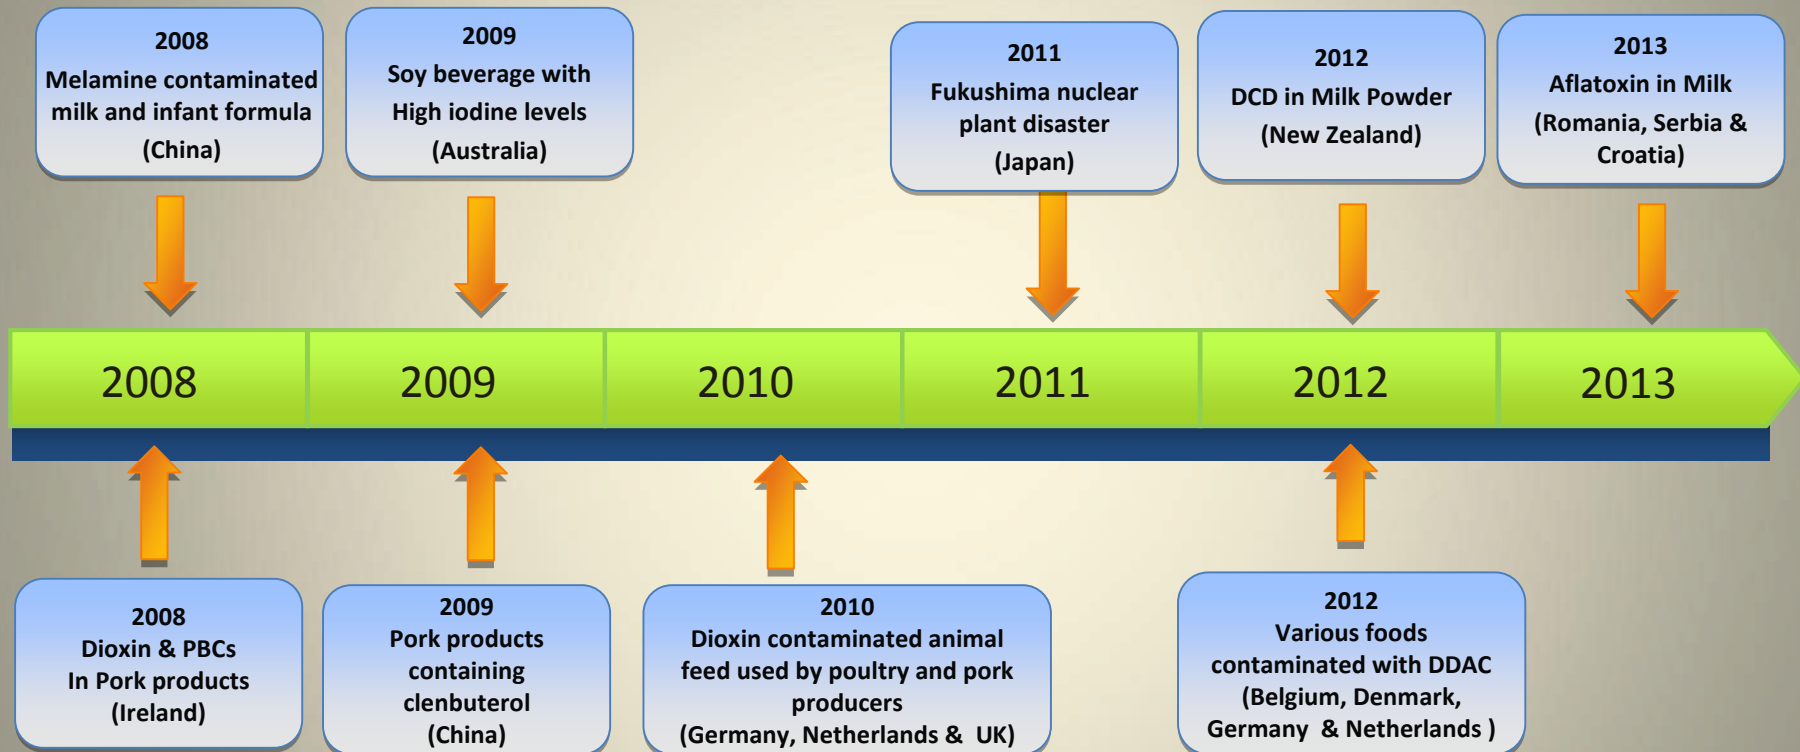 2008
Melamine contaminated
milk and infant formula
(China)
2009
Soy beverage with
High iodine levels
(Australia)
2011
Fukushima nuclear
plant disaster
(Japan)
2012
DCD in Milk Powder
(New Zealand)
2013
Aflatoxin in Milk
(Romania, Serbia &
Croatia)
2008
2009
2010
2011
2012
2013
2008
Dioxin & PBCs
In Pork products
(Ireland)
2009
Pork products
containing
clenbuterol
(China)
2010
Dioxin contaminated animal
feed used by poultry and pork
producers
(Germany, Netherlands & UK)
2012
Various foods
contaminated with DDAC
(Belgium, Denmark,
Germany & Netherlands )